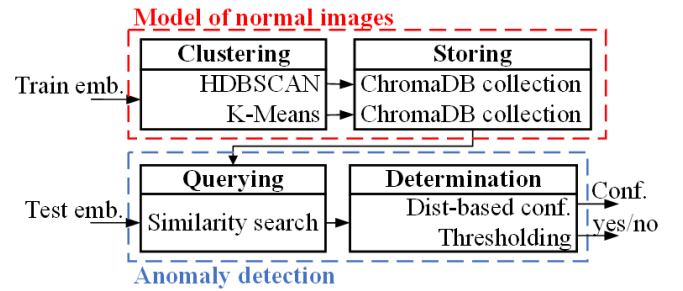 Model of normal images
Clustering
Storing
Train emb.
HDBSCAN
ChromaDB collection
K-Means
ChromaDB collection
Querying
Determination
Test emb.
Similarity search
Dist-based conf.
Thresholding
Conf.
yes/no
Anomaly detection